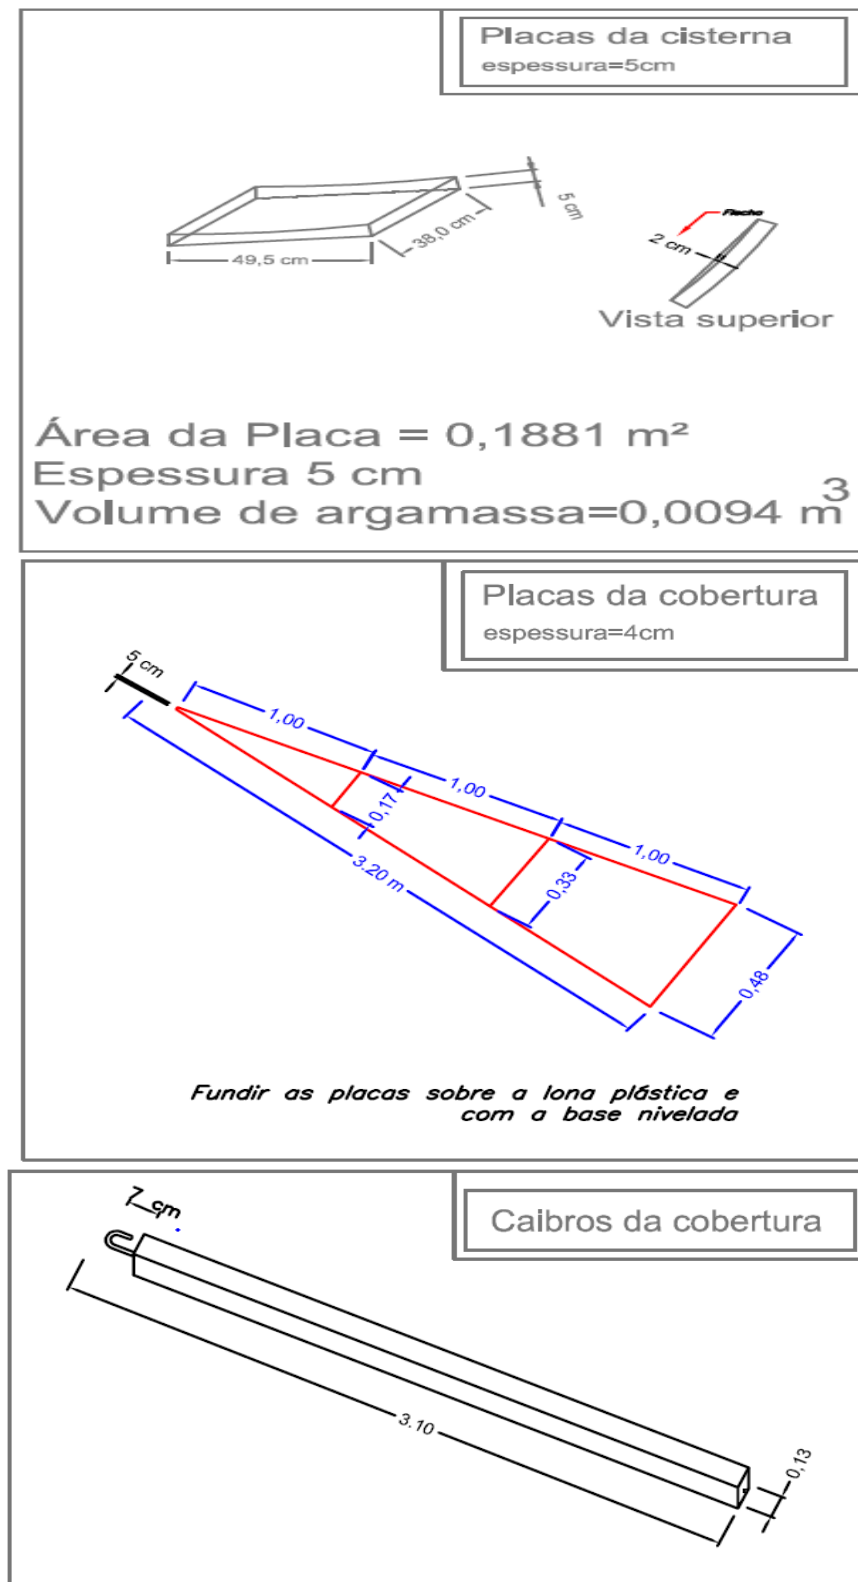 Placas da cisterna
espessura=5cm
5 cm
38,0 cm
49,5 cm
Flecha
2 cm
Vista superior
Área da Placa = 0,1881 m²
Espessura 5 cm
Volume de argamassa=0,0094 m³
Placas da cobertura
espessura=4cm
5 cm
1,00
1,00
0,17
1,00
3.20 m
0,33
0,48
Fundir as placas sobre a lona plástica e
com a base nivelada
Caibros da cobertura
7 cm
3.10
0,13